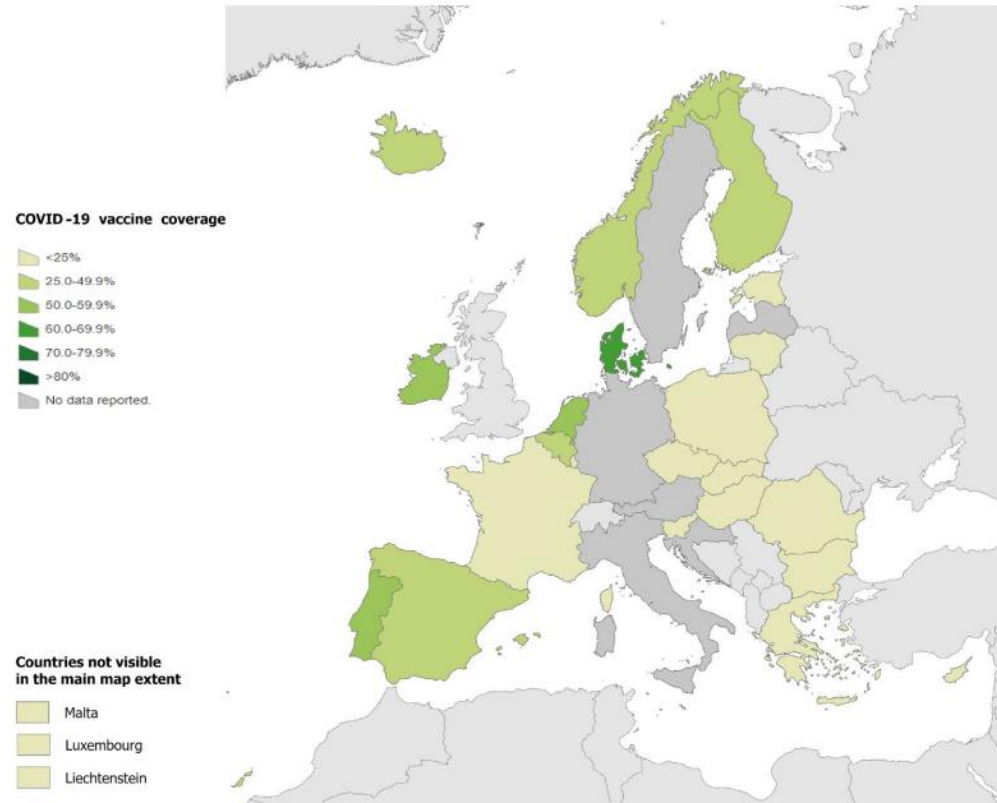 COVID-19 vaccine coverage
<25%
25.0-49.9%
50.0-59.9%
60.0-69.9%
70.0-79.9%
>80%
No data reported.
Countries not visible
in the main map extent
Malta
Luxembourg
Liechtenstein